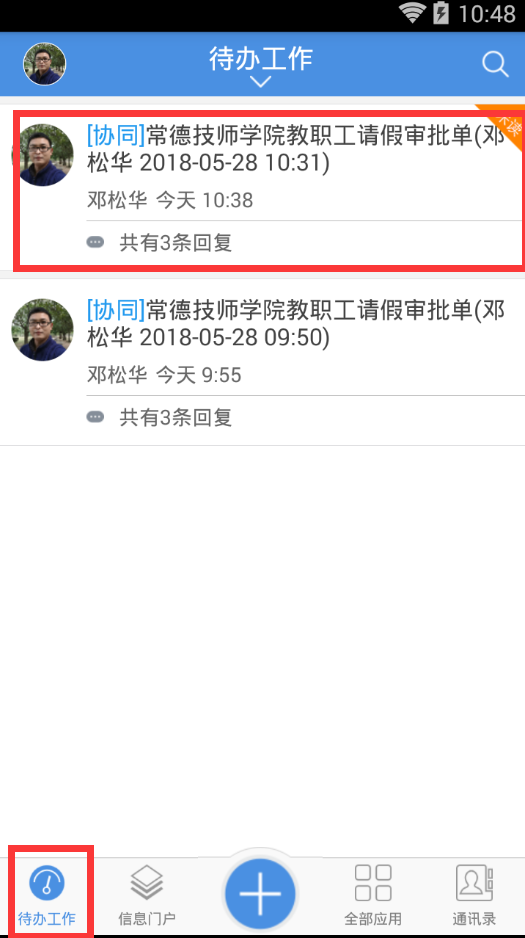 10:48
待办工作
[协同]常德技师学院教职工请假审批单(邓
松华 2018-05-28 10:31)
邓松华 今天 10:38
共有3条回复
[协同]常德技师学院教职工请假审批单(邓
松华 2018-05-28 09:50)
邓松华 今天 9:55
共有3条回复
待办工作
信息门户
全部应用
通讯录